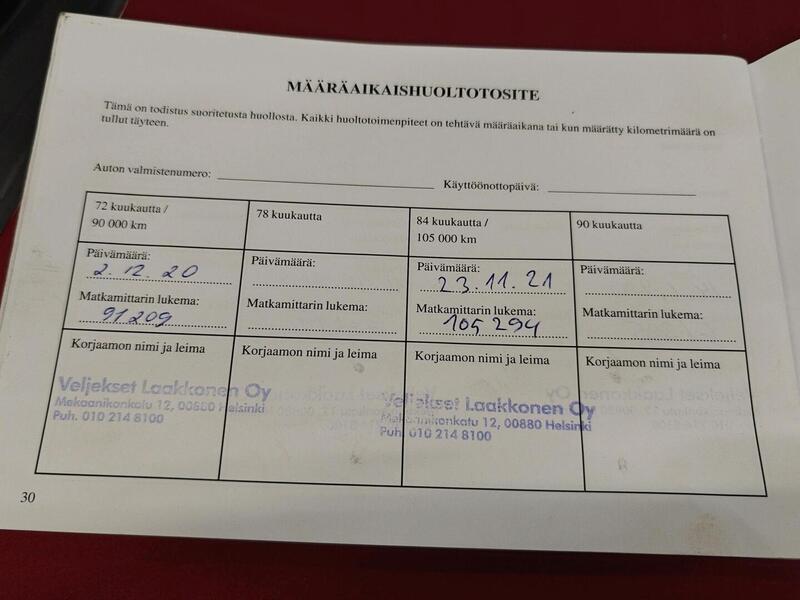 MÄÄRÄAIKAISHUOLTOTOSITE
Tämä on todistus suoritetusta huollosta. Kaikki huoltotoimenpiteet on tehtävä määräaikana tai kun määrätty kilometrimäärä on
tullut täyteen.
Auton valmistenumero:
Käyttöönottopäivä:
72 kuukautta /
90 000 km
78 kuukautta
84 kuukautta /
105 000 km
90 kuukautta
Päivämäärä:
2.12.20
Päivämäärä:
Päivämäärä:
23.11.21
Päivämäärä:
Matkamittarin lukema:
91209
Matkamittarin lukema:
Matkamittarin lukema:
105 294
Matkamittarin lukema:
Korjaamon nimi ja leima
Korjaamon nimi ja leima
Korjaamon nimi ja leima
Korjaamon nimi ja leima
Veljekset Laakkonen Oy
Mekaanikonkatu 12, 00880 Helsinki
Puh. 010 214 8100
Veljekset Laakkonen Oy
Mekaanikonkatu 12, 00880 Helsinki
Puh. 010 214 8100
30